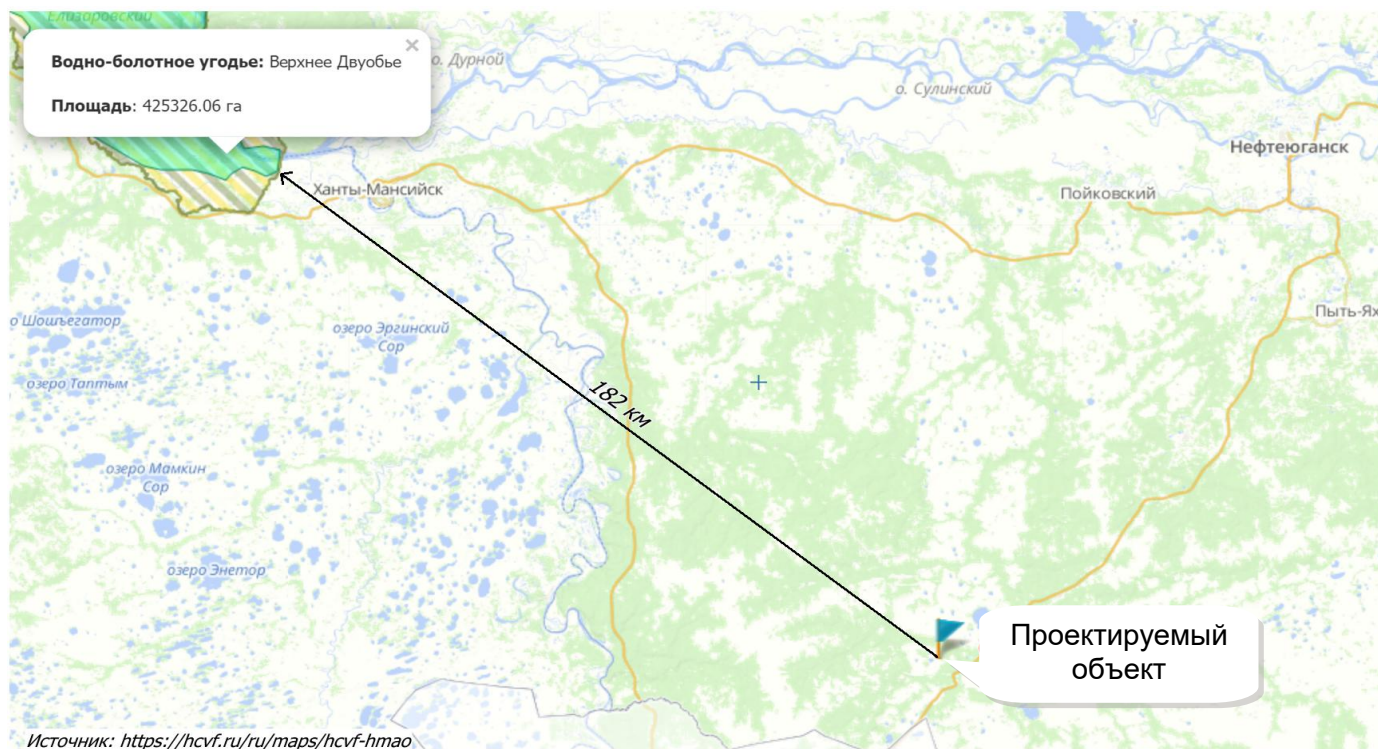 Елизаровский
Водно-болотное угодье: Верхнее Двуобье
×
Площадь: 425326.06 га
о. Дурной
о. Сулинский
Нефтеюганск
Ханты-Мансийск
Пойковский
Пыть-Ях
о Шошъегатор
озеро Эргинский
Сор
озеро Таптым
182 км
озеро Мамкин
Сор
озеро Энетор
Проектируемый
объект
Источник: https://hcvf.ru/ru/maps/hcvf-hmao